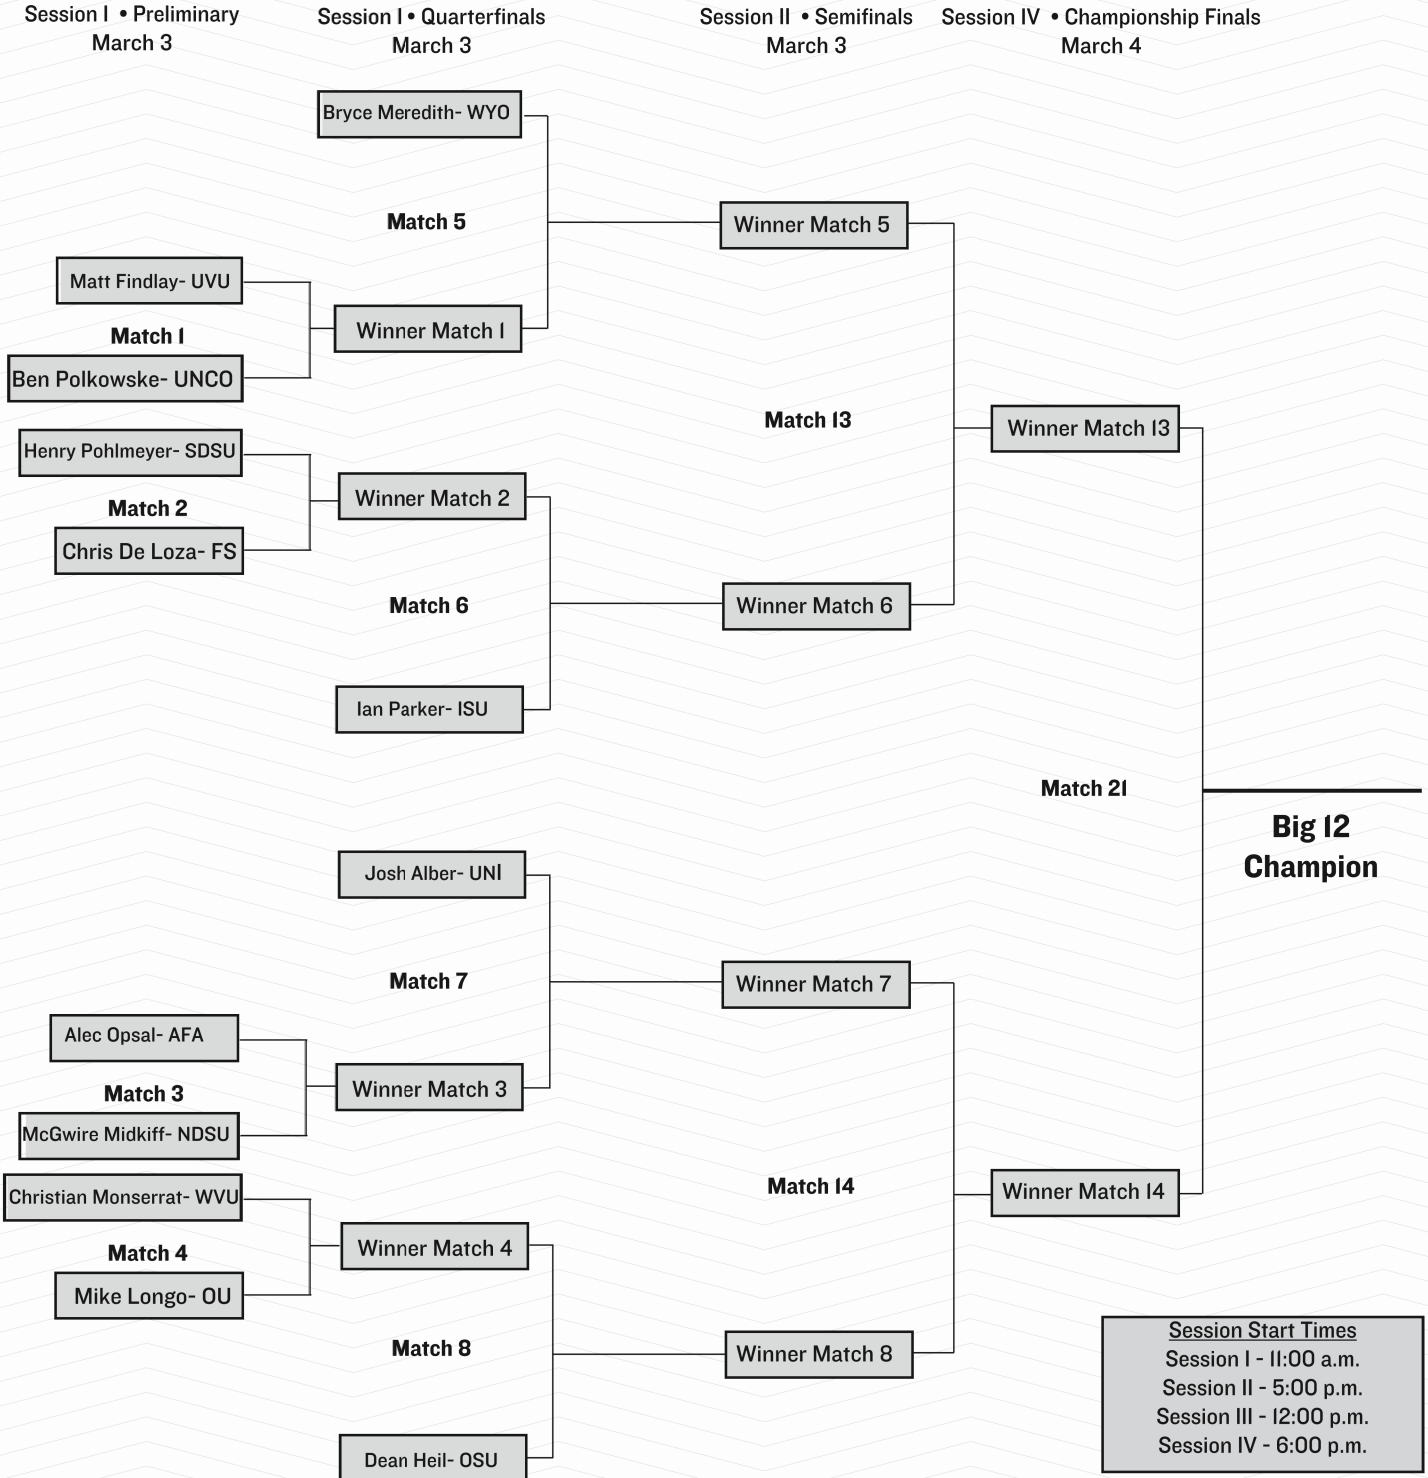 Session I • Preliminary
March 3
Session I • Quarterfinals
March 3
Session II • Semifinals
March 3
Session IV • Championship Finals
March 4
Bryce Meredith- WYO
Match 5
Winner Match 5
Matt Findlay- UVU
Match 1
Winner Match 1
Ben Polkowske- UNCO
Match 13
Winner Match 13
Henry Pohlmeyer- SDSU
Match 2
Winner Match 2
Chris De Loza- FS
Match 6
Winner Match 6
Ian Parker- ISU
Match 21
Big 12
Champion
Josh Alber- UNI
Match 7
Winner Match 7
Alec Opsal- AFA
Match 3
Winner Match 3
McGwire Midkiff- NDSU
Christian Monserrat- WVU
Match 14
Winner Match 14
Match 4
Winner Match 4
Mike Longo- OU
Match 8
Winner Match 8
Dean Heil- OSU
Session Start Times
Session I - 11:00 a.m.
Session II - 5:00 p.m.
Session III - 12:00 p.m.
Session IV - 6:00 p.m.